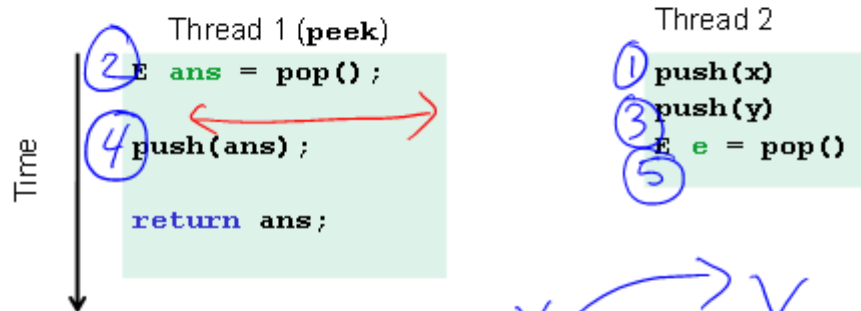 Thread 1 (peek)
2 E ans = pop();
4 push(ans);
return ans;
Time
Thread 2
1 push(x)
3 push(y)
5 E e = pop()
Y